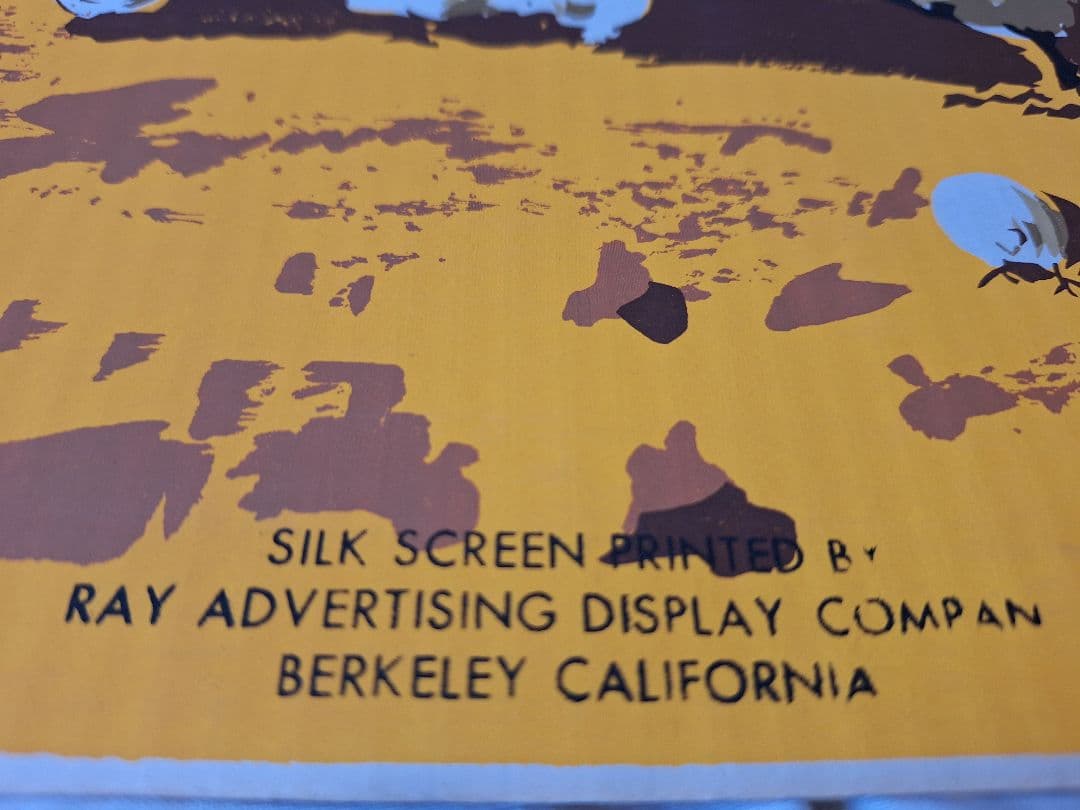 SILK SCREEN PRINTED BY
RAY ADVERTISING DISPLAY COMPAN
BERKELEY CALIFORNIA